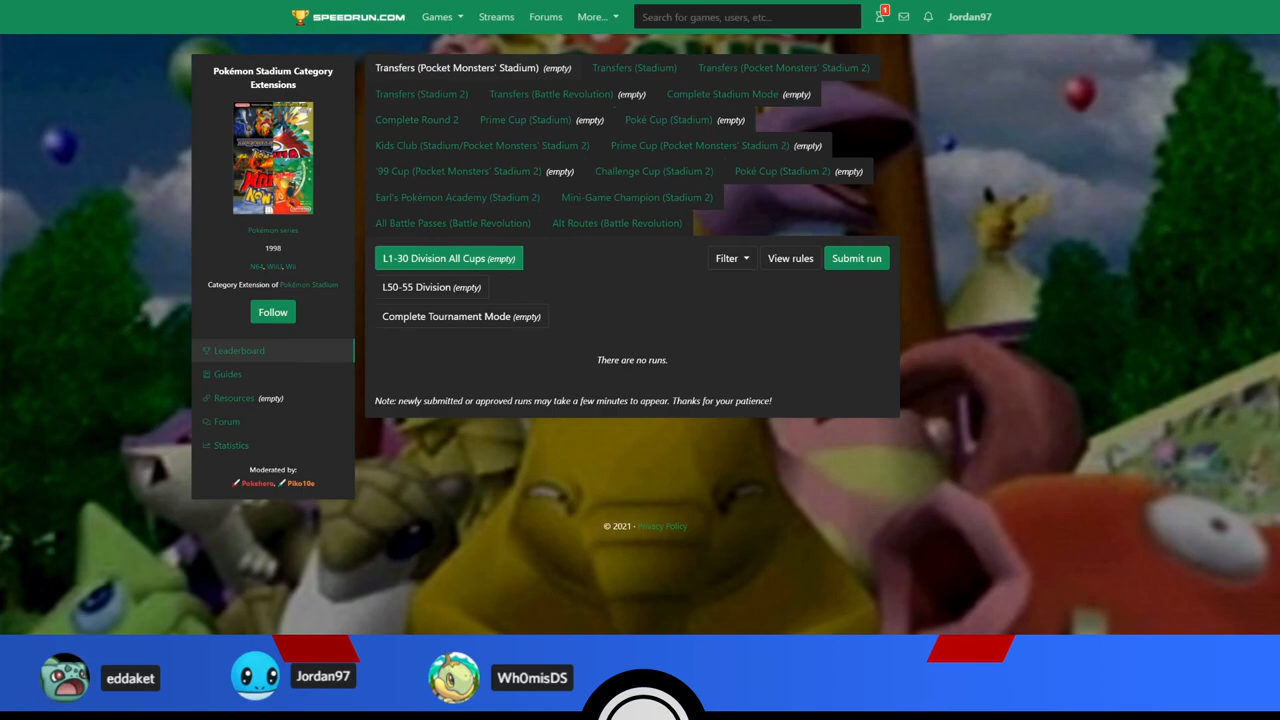 SPEEDRUN.COM Games Streams Forums More... Search for games, users, etc... 1 Jordan97
Pokémon Stadium Category
Extensions
Pokémon series
1998
N64, WiiU, Wii
Category Extension of Pokémon Stadium
Follow
Leaderboard
Guides
Resources (empty)
Forum
Statistics
Moderated by:
Pokehero, Piko10e
Transfers (Pocket Monsters' Stadium) (empty) Transfers (Stadium) Transfers (Pocket Monsters' Stadium 2)
Transfers (Stadium 2) Transfers (Battle Revolution) (empty) Complete Stadium Mode (empty)
Complete Round 2 Prime Cup (Stadium) (empty) Poké Cup (Stadium) (empty)
Kids Club (Stadium/Pocket Monsters' Stadium 2) Prime Cup (Pocket Monsters' Stadium 2) (empty)
'99 Cup (Pocket Monsters' Stadium 2) (empty) Challenge Cup (Stadium 2) Poké Cup (Stadium 2) (empty)
Earl's Pokémon Academy (Stadium 2) Mini-Game Champion (Stadium 2)
All Battle Passes (Battle Revolution) Alt Routes (Battle Revolution)
L1-30 Division All Cups (empty) Filter View rules Submit run
L50-55 Division (empty)
Complete Tournament Mode (empty)
There are no runs.
Note: newly submitted or approved runs may take a few minutes to appear. Thanks for your patience!
© 2021 · Privacy Policy
eddaket Jordan97 Wh0misDS